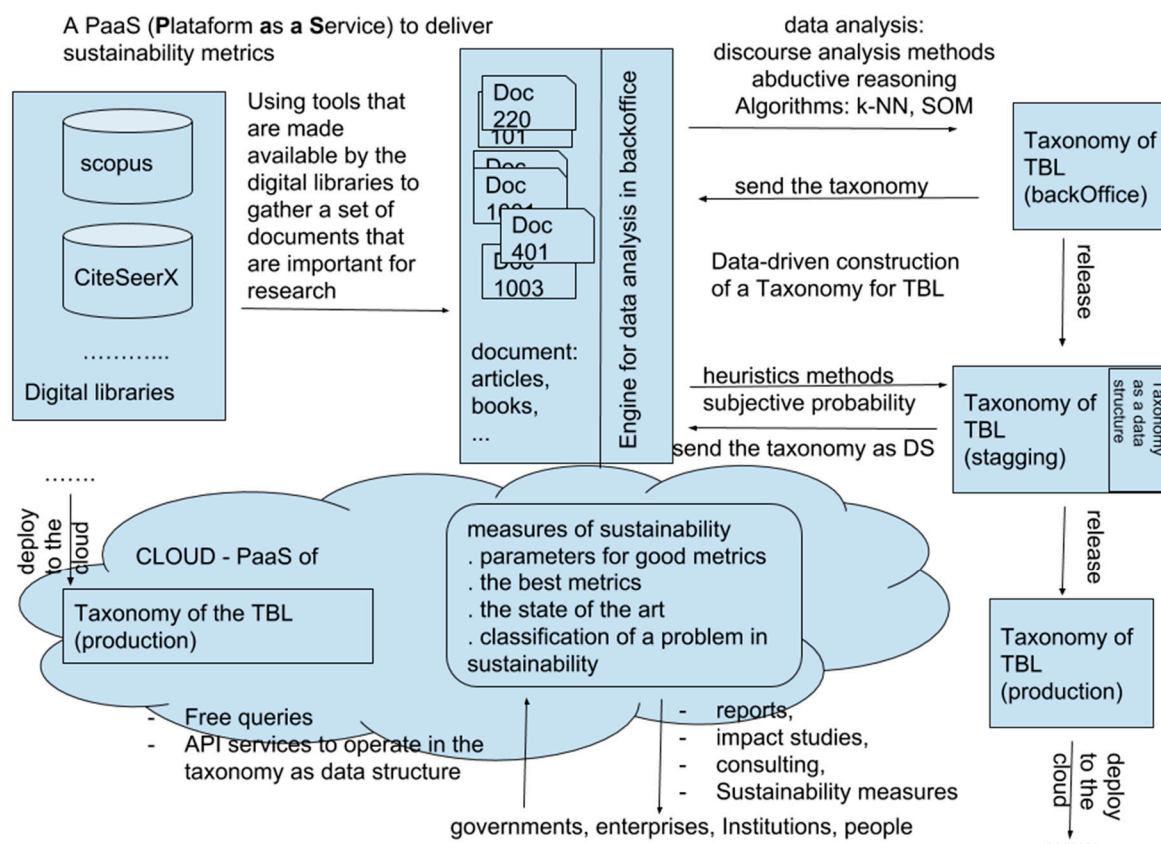 A PaaS (Plataform as a Service) to deliver
sustainability metrics
scopus
CiteSeerX
………...
Digital libraries
Using tools that
are made
available by the
digital libraries to
gather a set of
documents that
are important for
research
Doc
220
101
Doc
Doc
1001
Doc
401
Doc
1003
document:
articles,
books,
...
Engine for data analysis in backoffice
data analysis:
discourse analysis methods
abductive reasoning
Algorithms: k-NN, SOM
send the taxonomy
Taxonomy of
TBL
(backOffice)
release
Data-driven construction
of a Taxonomy for TBL
heuristics methods
subjective probability
send the taxonomy as DS
Taxonomy of
TBL
(stagging)
Taxonomy
as a data
structure
release
Taxonomy of
TBL
(production)
deploy
to the
cloud
.......
deploy
to the
cloud
CLOUD - PaaS of
Taxonomy of the TBL
(production)
measures of sustainability
. parameters for good metrics
. the best metrics
. the state of the art
. classification of a problem in
sustainability
- Free queries
- API services to operate in the
taxonomy as data structure
- reports,
- impact studies,
- consulting,
- Sustainability measures
governments, enterprises, Institutions, people